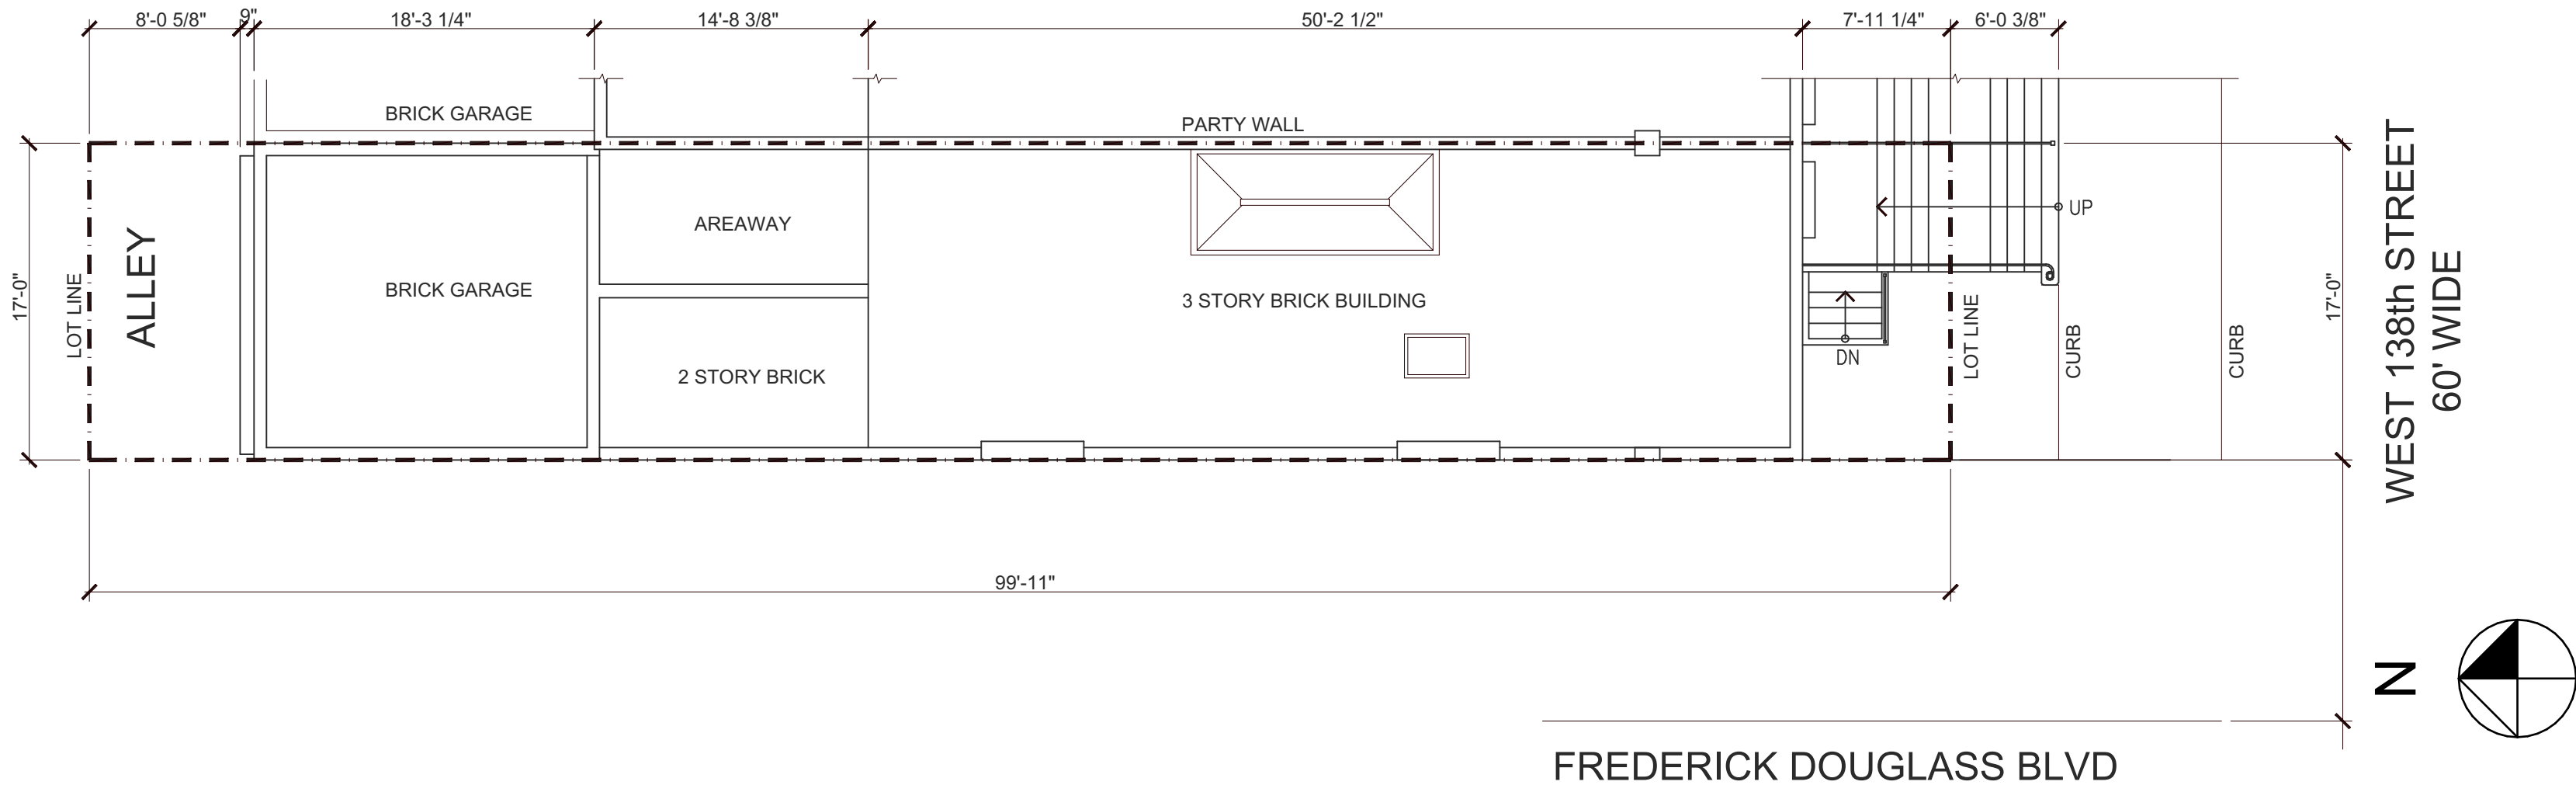 8'-0 5/8"
9"
18'-3 1/4"
14'-8 3/8"
50'-2 1/2"
7'-11 1/4"
6'-0 3/8"
BRICK GARAGE
PARTY WALL
AREAWAY
UP
17'-0"
LOT LINE
ALLEY
BRICK GARAGE
3 STORY BRICK BUILDING
2 STORY BRICK
DN
LOT LINE
CURB
CURB
17'-0"
WEST 138th STREET
60' WIDE
99'-11"
N
FREDERICK DOUGLASS BLVD